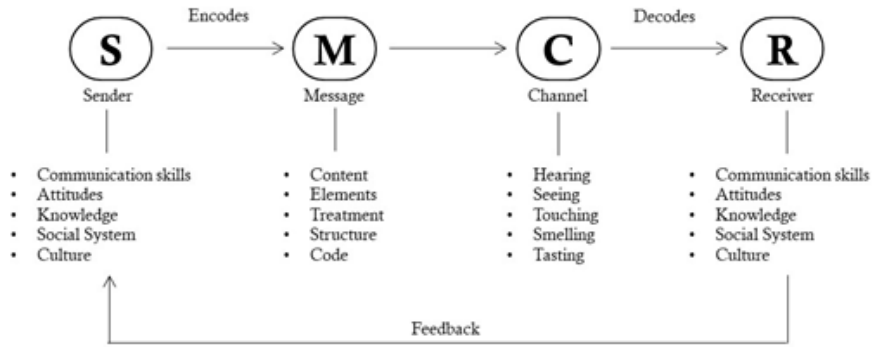 Encodes
Decodes
S
M
C
R
Sender
Message
Channel
Receiver
• Communication skills
• Attitudes
• Knowledge
• Social System
• Culture
• Content
• Elements
• Treatment
• Structure
• Code
• Hearing
• Seeing
• Touching
• Smelling
• Tasting
• Communication skills
• Attitudes
• Knowledge
• Social System
• Culture
Feedback